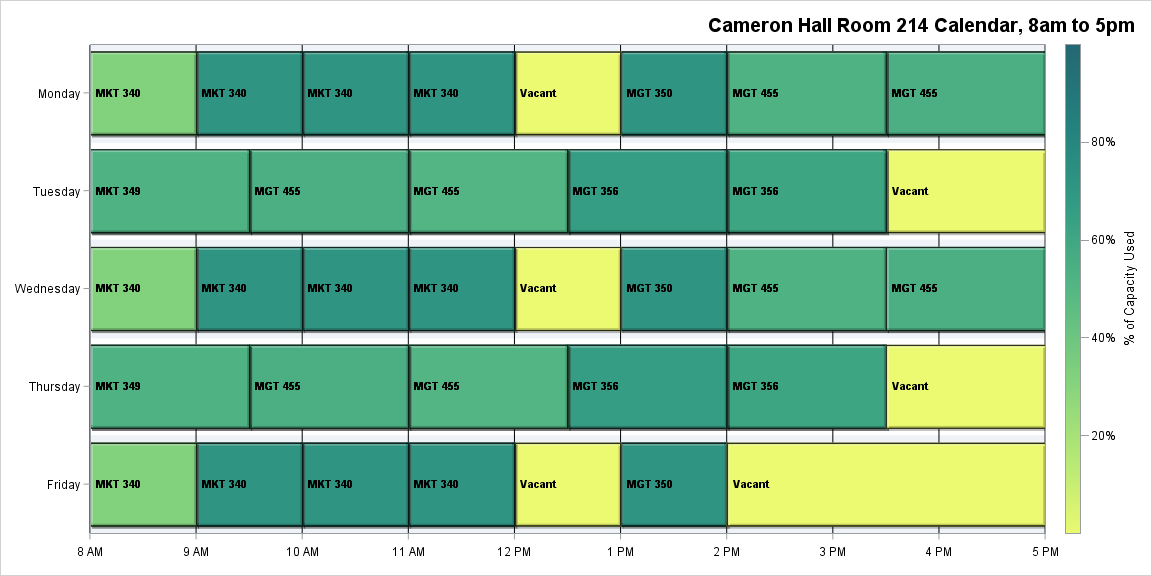 Cameron Hall Room 214 Calendar, 8am to 5pm
Monday
MKT 340
MKT 340
MKT 340
MKT 340
Vacant
MGT 350
MGT 455
MGT 455
Tuesday
MKT 349
MGT 455
MGT 455
MGT 356
MGT 356
Vacant
Wednesday
MKT 340
MKT 340
MKT 340
MKT 340
Vacant
MGT 350
MGT 455
MGT 455
Thursday
MKT 349
MGT 455
MGT 455
MGT 356
MGT 356
Vacant
Friday
MKT 340
MKT 340
MKT 340
MKT 340
Vacant
MGT 350
Vacant
8 AM
9 AM
10 AM
11 AM
12 PM
1 PM
2 PM
3 PM
4 PM
5 PM
80%
60%
40%
20%
% of Capacity Used